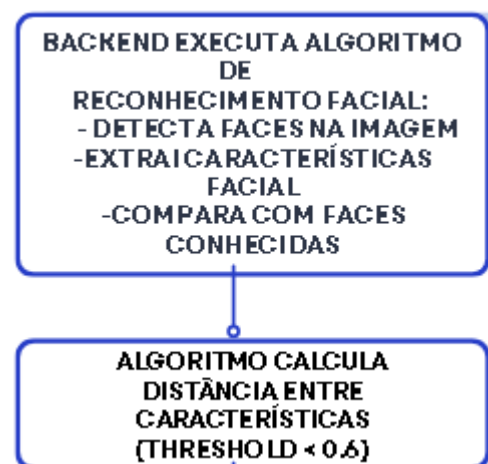 BACKEND EXECUTA ALGORITMO
DE
RECONHECIMENTO FACIAL:
- DETECTA FACES NA IMAGEM
-EXTRAI CARACTERÍSTICAS
FACIAL
-COMPARA COM FACES
CONHECIDAS
ALGORITMO CALCULA
DISTÂNCIA ENTRE
CARACTERÍSTICAS
(THRESHOLD < 0.6)